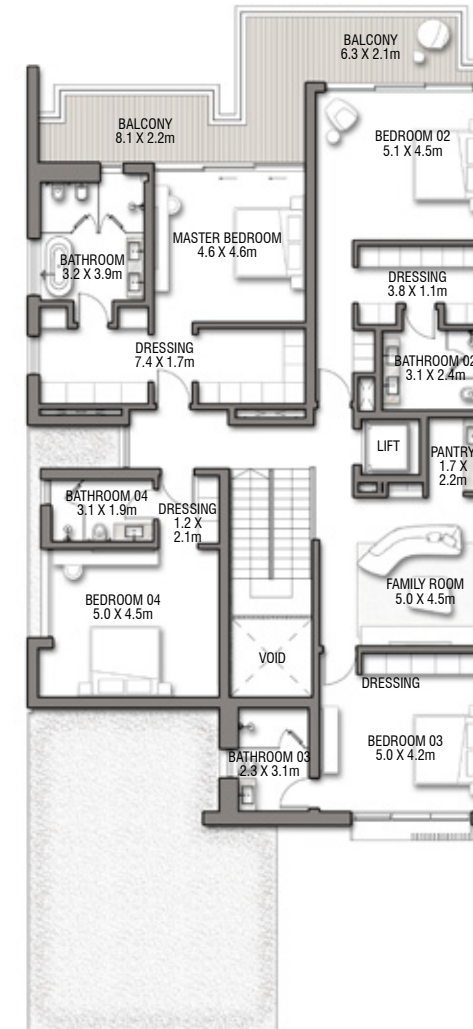 BALCONY
6.3 X 2.1m
BALCONY
8.1 X 2.2m
BEDROOM 02
5.1 X 4.5m
MASTER BEDROOM
4.6 X 4.6m
BATHROOM
3.2 X 3.9m
DRESSING
3.8 X 1.1m
DRESSING
7.4 X 1.7m
BATHROOM 02
3.1 X 2.4m
LIFT
PANTRY
1.7 X
2.2m
BATHROOM 04
3.1 X 1.9m
DRESSING
1.2 X
2.1m
FAMILY ROOM
5.0 X 4.5m
BEDROOM 04
5.0 X 4.5m
VOID
DRESSING
BEDROOM 03
5.0 X 4.2m
BATHROOM 03
2.3 X 3.1m